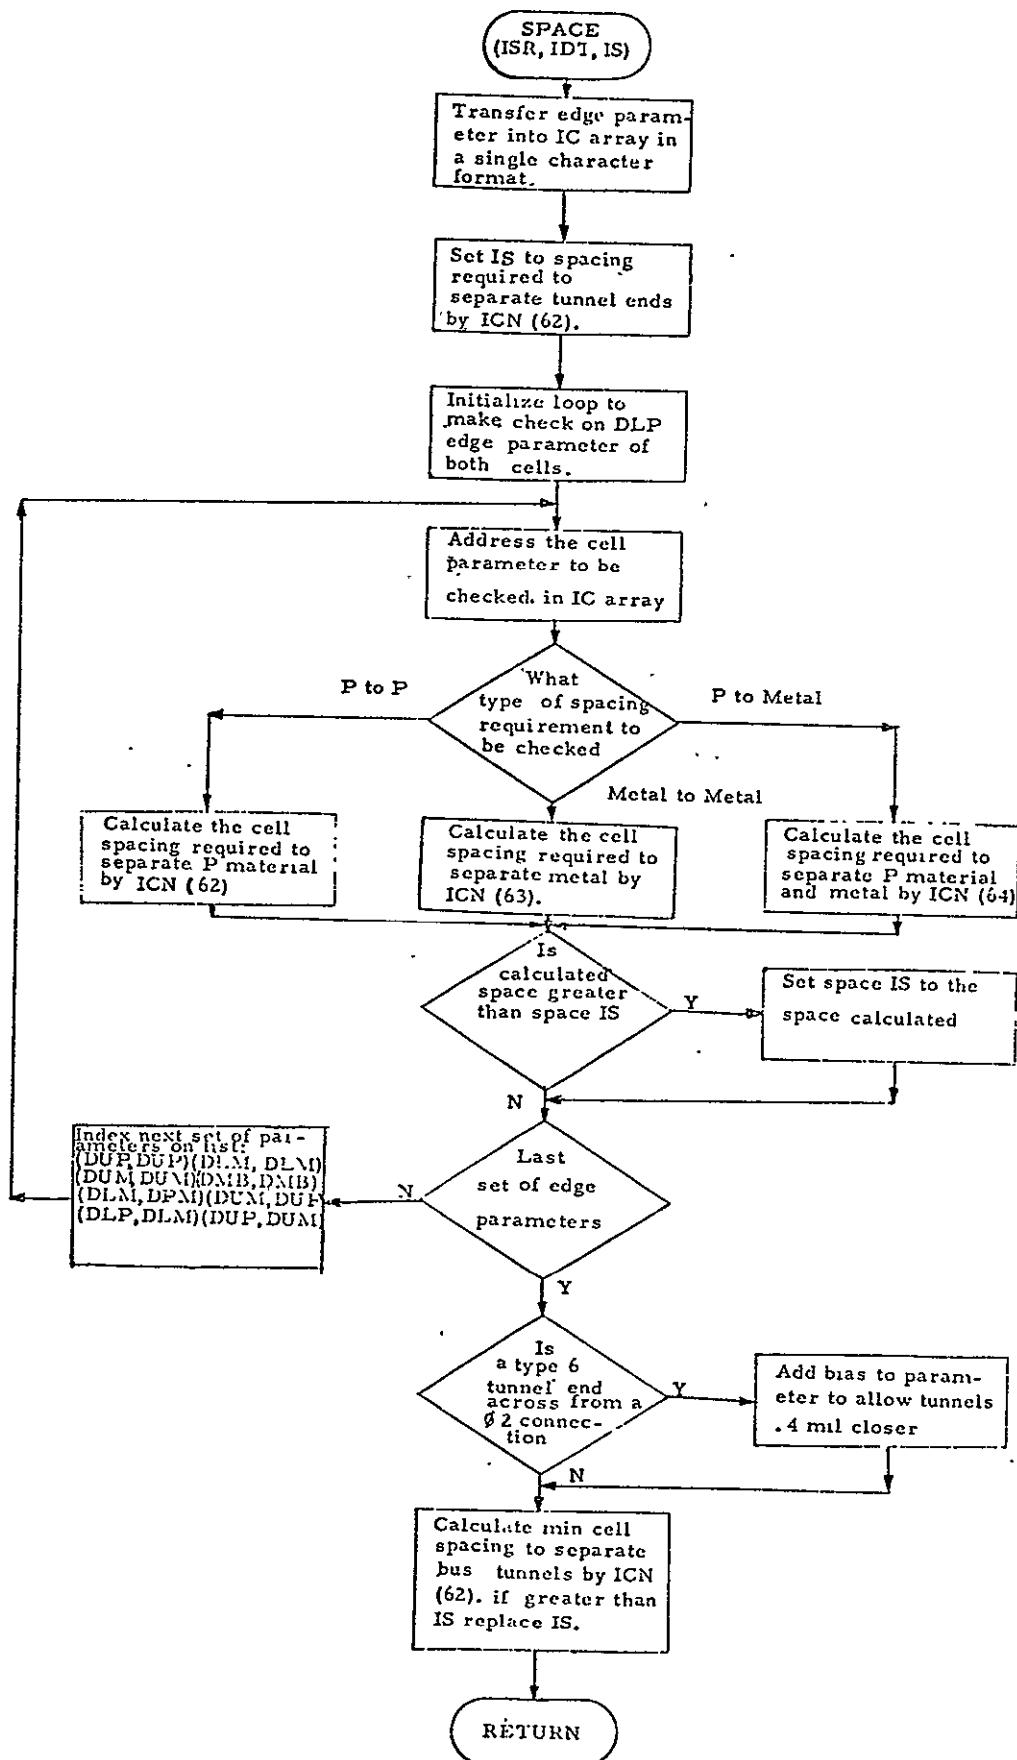 SPACE
(ISR, IDT, IS)
Transfer edge param-
eter into IC array in
a single character
format.
Set IS to spacing
required to
separate tunnel ends
by ICN (62).
Initialize loop to
make check on DLP
edge parameter of
both cells.
Address the cell
parameter to be
checked. in IC array
What
type of spacing
requirement to
be checked
P to P
P to Metal
Metal to Metal
Calculate the cell
spacing required to
separate P material
by ICN (62)
Calculate the cell
spacing required to
separate metal by
ICN (63).
Calculate the cell
spacing required to
separate P material
and metal by ICN (64)
Is
calculated
space greater
than space IS
Y
Set space IS to the
space calculated
N
Last
set of edge
parameters
N
Index next set of par-
ameters on list:
(DUP, DUP)(DLM, DLM)
(DUM, DUM)(DMB, DMB)
(DLM, DPM)(DUM, DUP
(DLP, DLM)(DUP, DUM
Y
Is
a type 6
tunnel end
across from a
Ø 2 connec-
tion
Y
Add bias to param-
eter to allow tunnels
.4 mil closer
N
Calculate min cell
spacing to separate
bus tunnels by ICN
(62). if greater than
IS replace IS.
RETURN